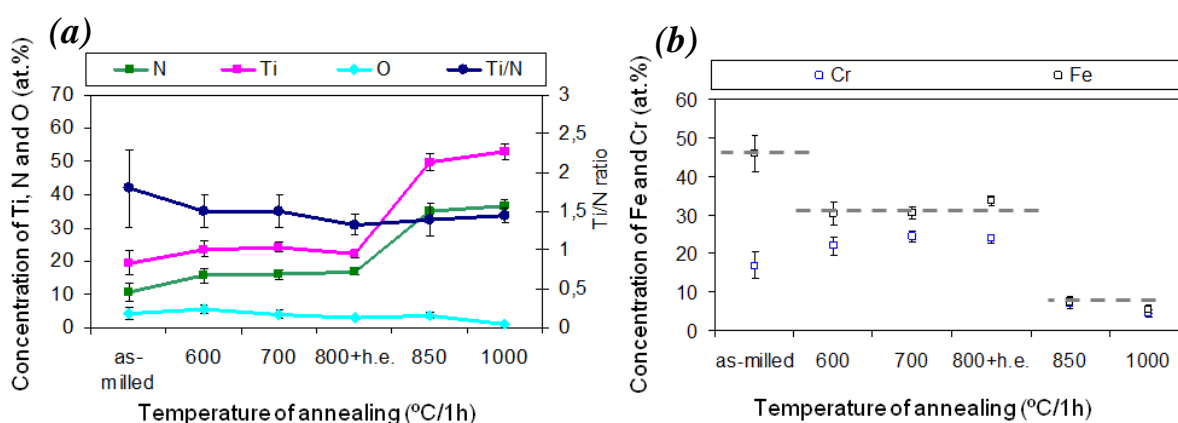 (a)
N Ti O Ti/N
Concentration of Ti, N and O (at.%)
70
60
50
40
30
20
10
0
3
2,5
2
1,5
1
0,5
0
Ti/N ratio
as-milled 600 700 800+h.e. 850 1000
Temperature of annealing (ºC/1h)
(b)
Cr Fe
Concentration of Fe and Cr (at.%)
60
50
40
30
20
10
0
as-milled 600 700 800+h.e. 850 1000
Temperature of annealing (ºC/1h)